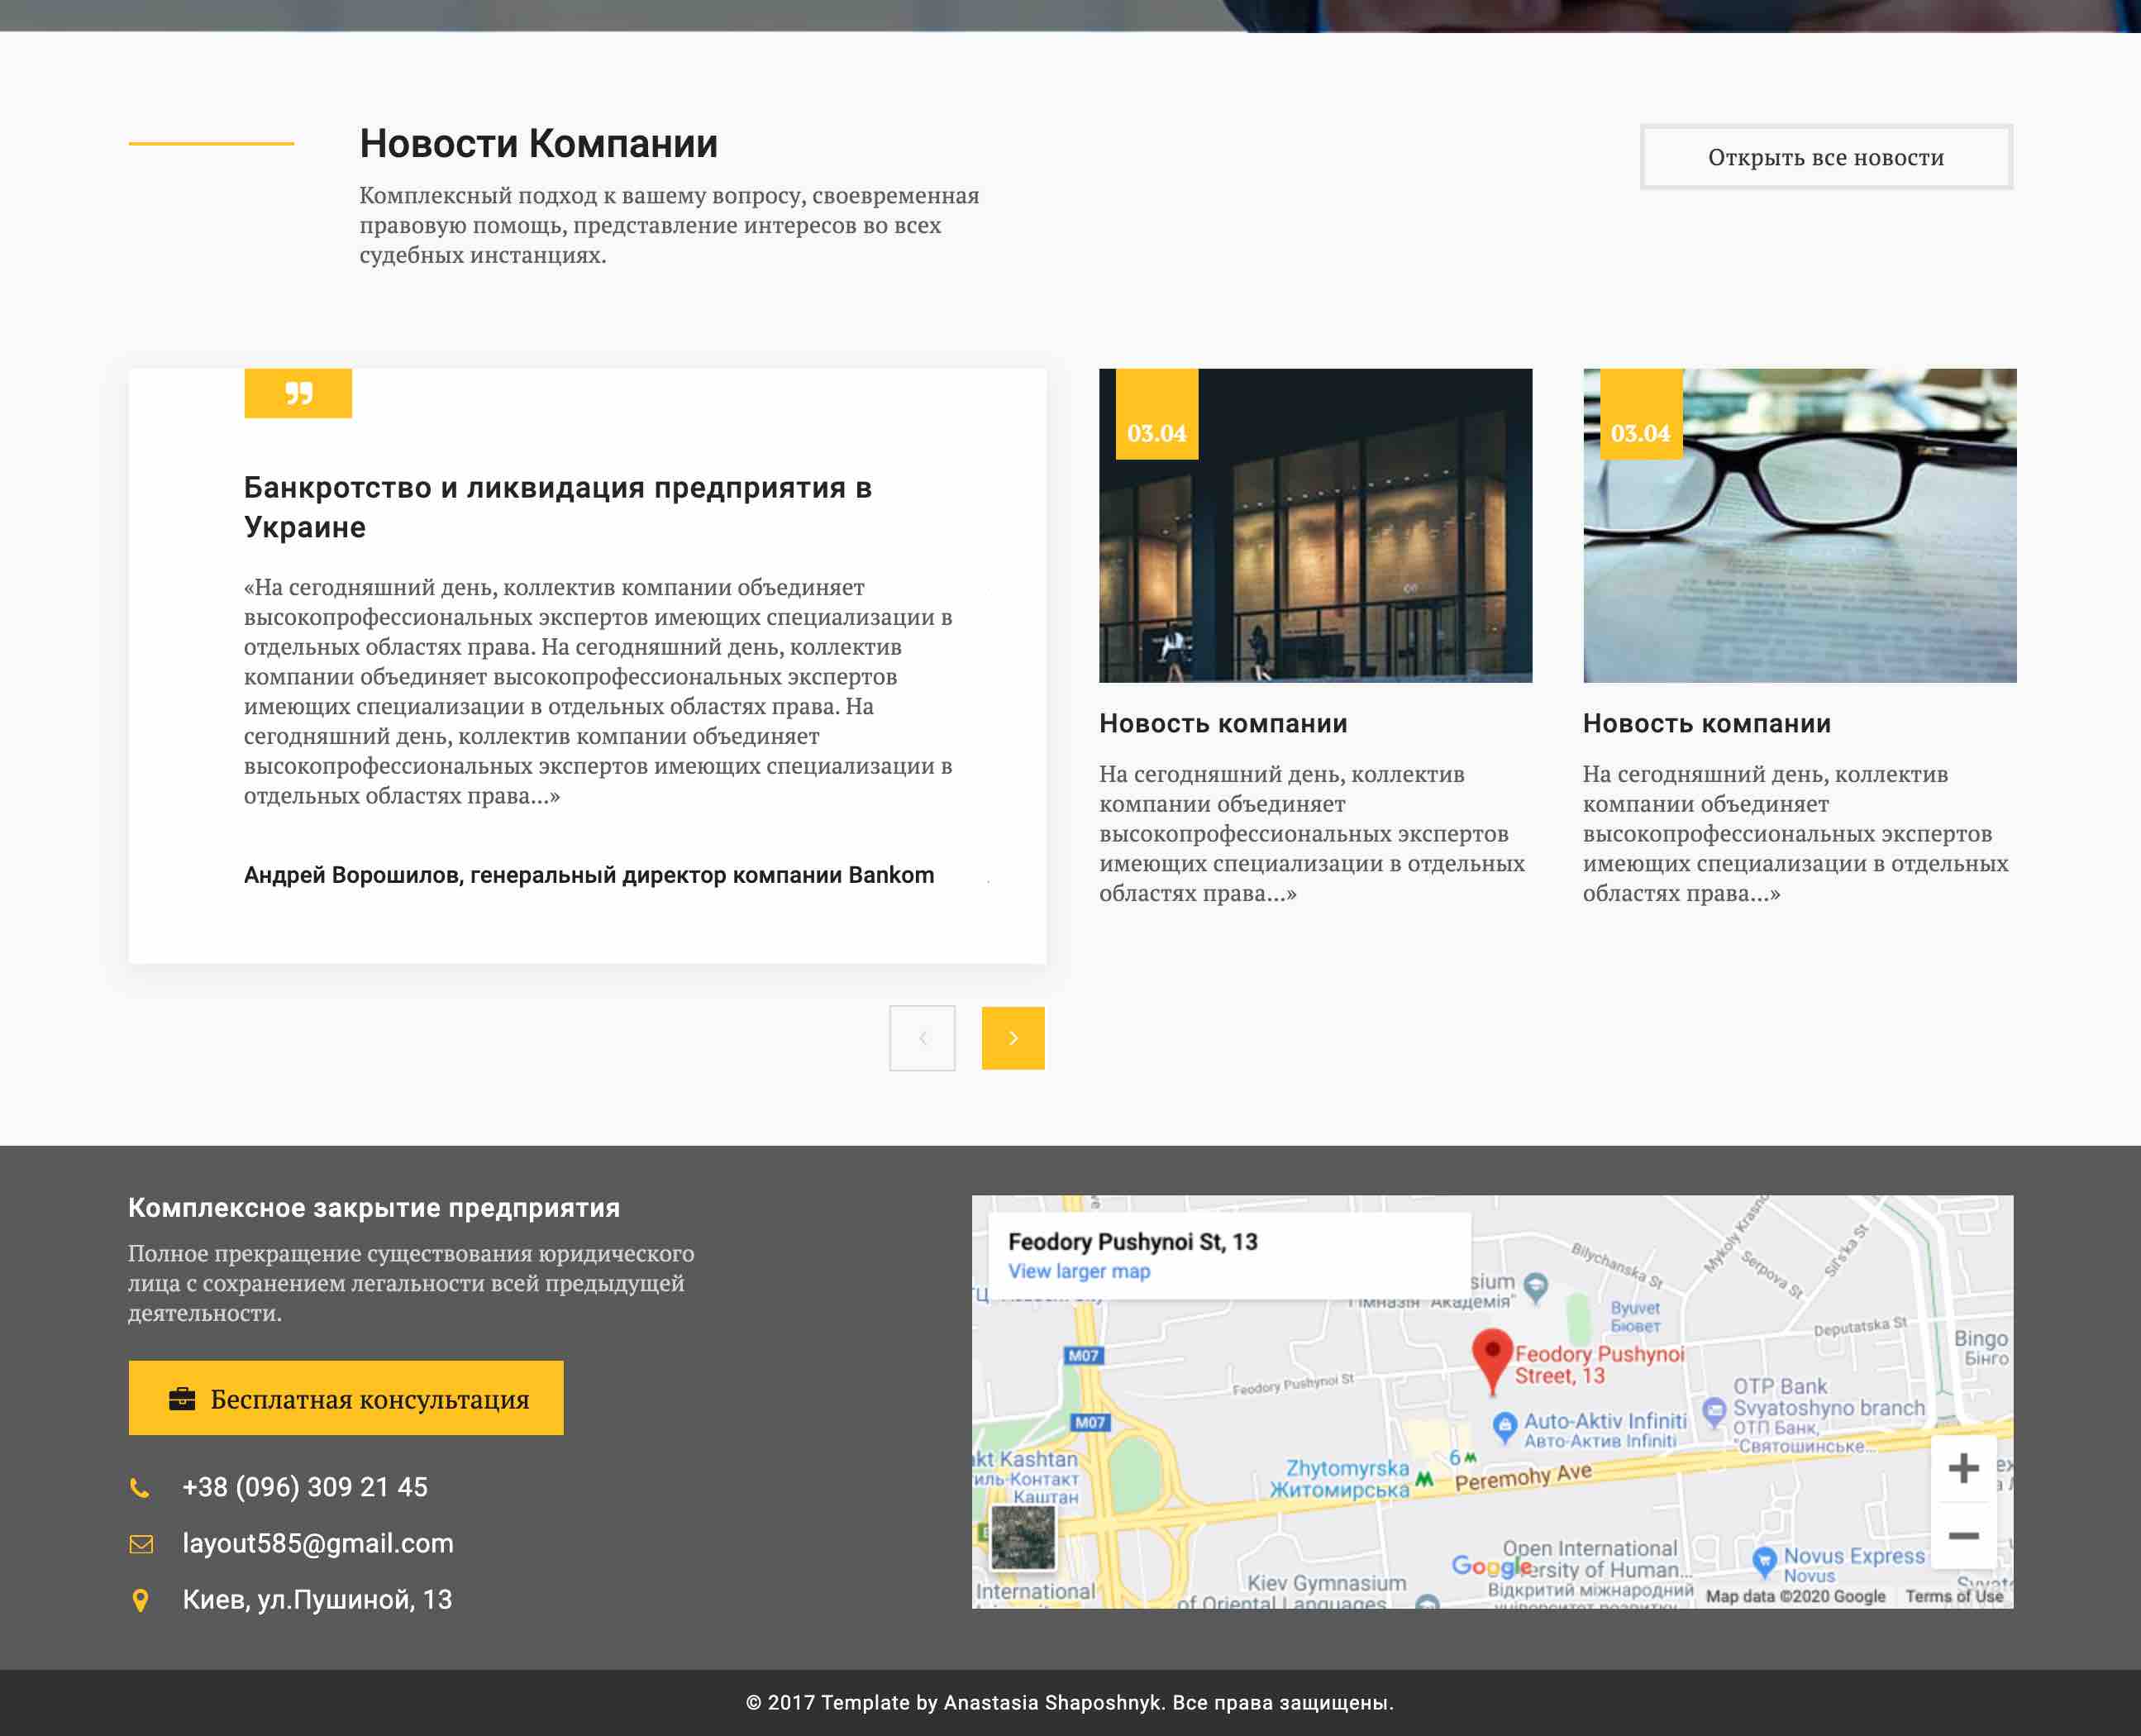 Новости Компании
Открыть все новости
Комплексный подход к вашему вопросу, своевременная
правовую помощь, представление интересов во всех
судебных инстанциях.
Банкротство и ликвидация предприятия в
Украине
«На сегодняшний день, коллектив компании объединяет
высокопрофессиональных экспертов имеющих специализации в
отдельных областях права. На сегодняшний день, коллектив
компании объединяет высокопрофессиональных экспертов
имеющих специализации в отдельных областях права. На
сегодняшний день, коллектив компании объединяет
высокопрофессиональных экспертов имеющих специализации в
отдельных областях права...»
Андрей Ворошилов, генеральный директор компании Bankom
03.04
Новость компании
На сегодняшний день, коллектив
компании объединяет
высокопрофессиональных экспертов
имеющих специализации в отдельных
областях права...»
03.04
Новость компании
На сегодняшний день, коллектив
компании объединяет
высокопрофессиональных экспертов
имеющих специализации в отдельных
областях права...»
Комплексное закрытие предприятия
Полное прекращение существования юридического
лица с сохранением легальности всей предыдущей
деятельности.
Бесплатная консультация
+38 (096) 309 21 45
layout585@gmail.com
Киев, ул.Пушиной, 13
Feodory Pushynoi St, 13
View larger map
Академія"
Bilychanska St
Serpova St
Sil's'ka St
Byuvet
Бювет
Deputatska St
Bingo
Бінго
M07
Feodory Pushynoi
Street, 13
Feodory Pushynoi St
OTP Bank
Svyatoshyno branch
ОТП Банк,
"Святошинське...
M07
Auto-Aktiv Infiniti
Авто-Актив Infiniti
Kashtan
Каштан
6
Zhytomyrska
Житомирська
Peremohy Ave
Open International
of Human...
Відкритий міжнародний
Google
Novus Express
Novus
International
Kiev Gymnasium
of Oriental Languages
Map data ©2020 Google
Terms of Use
© 2017 Template by Anastasia Shaposhnyk. Все права защищены.